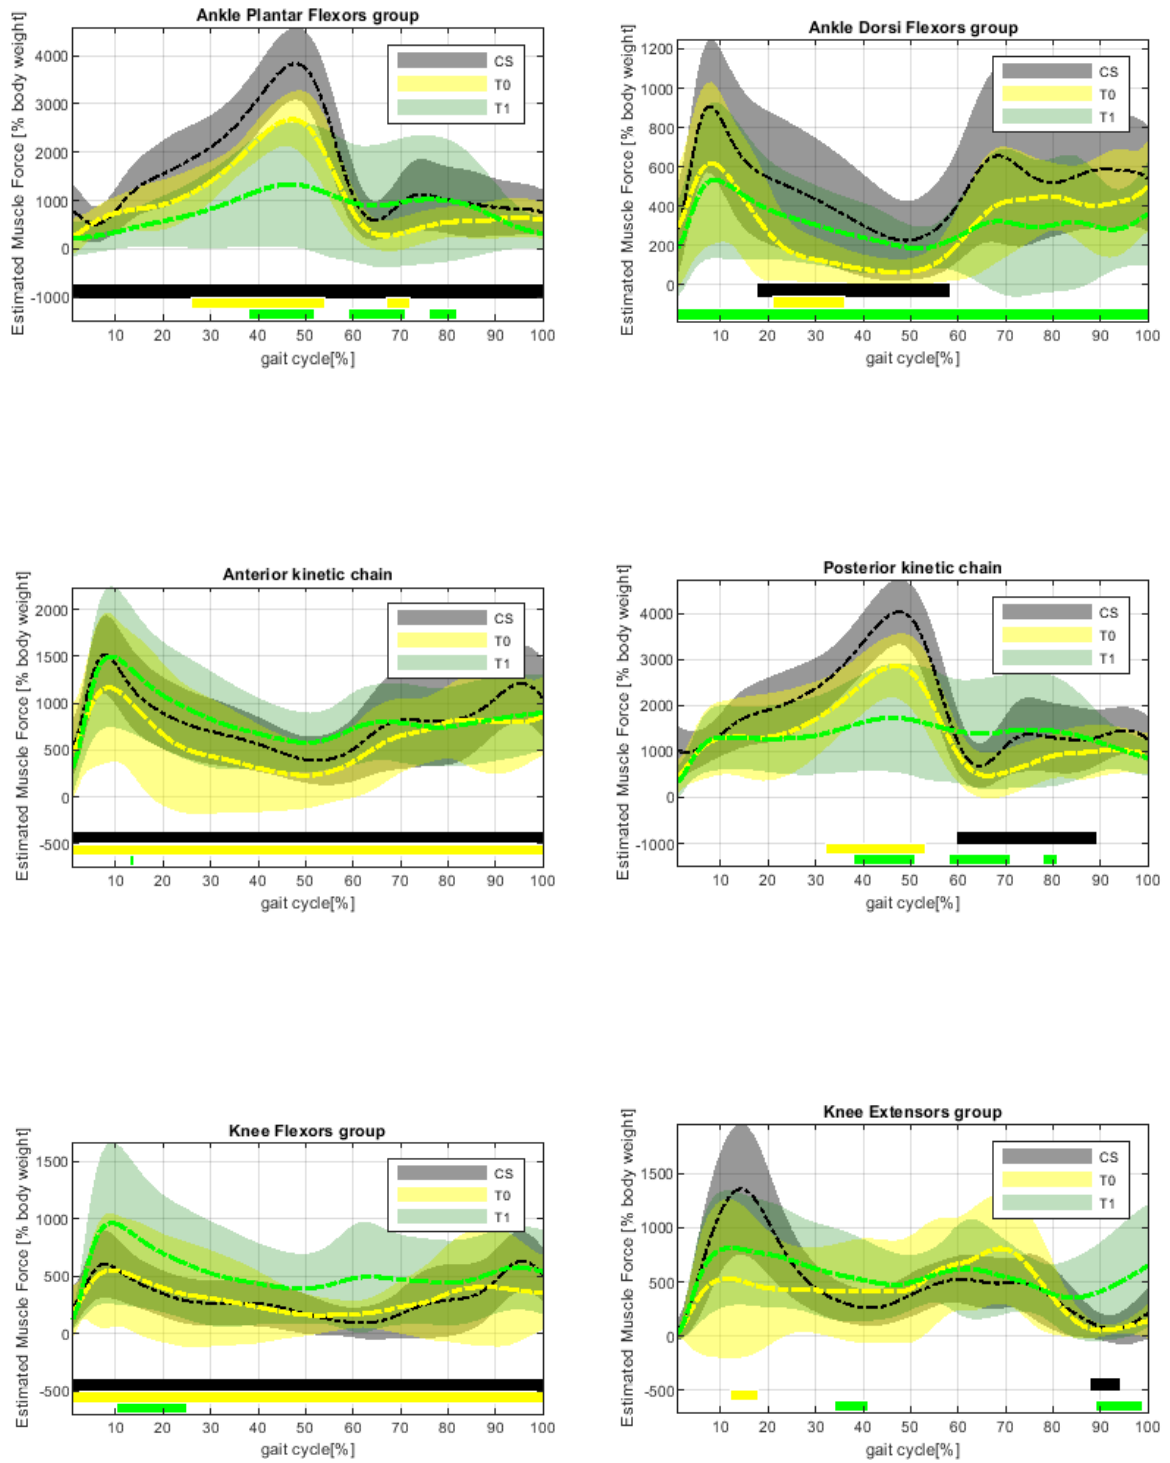 Ankle Plantar Flexors group
Estimated Muscle Force [% body weight]
4000
3000
2000
1000
0
-1000
CS
T0
T1
10 20 30 40 50 60 70 80 90 100
gait cycle[%]
Ankle Dorsi Flexors group
Estimated Muscle Force [% body weight]
1200
1000
800
600
400
200
0
CS
T0
T1
10 20 30 40 50 60 70 80 90 100
gait cycle[%]
Anterior kinetic chain
Estimated Muscle Force [% body weight]
2000
1500
1000
500
0
-500
CS
T0
T1
10 20 30 40 50 60 70 80 90 100
gait cycle[%]
Posterior kinetic chain
Estimated Muscle Force [% body weight]
4000
3000
2000
1000
0
-1000
CS
T0
T1
10 20 30 40 50 60 70 80 90 100
gait cycle[%]
Knee Flexors group
Estimated Muscle Force [% body weight]
1500
1000
500
0
-500
CS
T0
T1
10 20 30 40 50 60 70 80 90 100
gait cycle[%]
Knee Extensors group
Estimated Muscle Force [% body weight]
1500
1000
500
0
-500
CS
T0
T1
10 20 30 40 50 60 70 80 90 100
gait cycle[%]